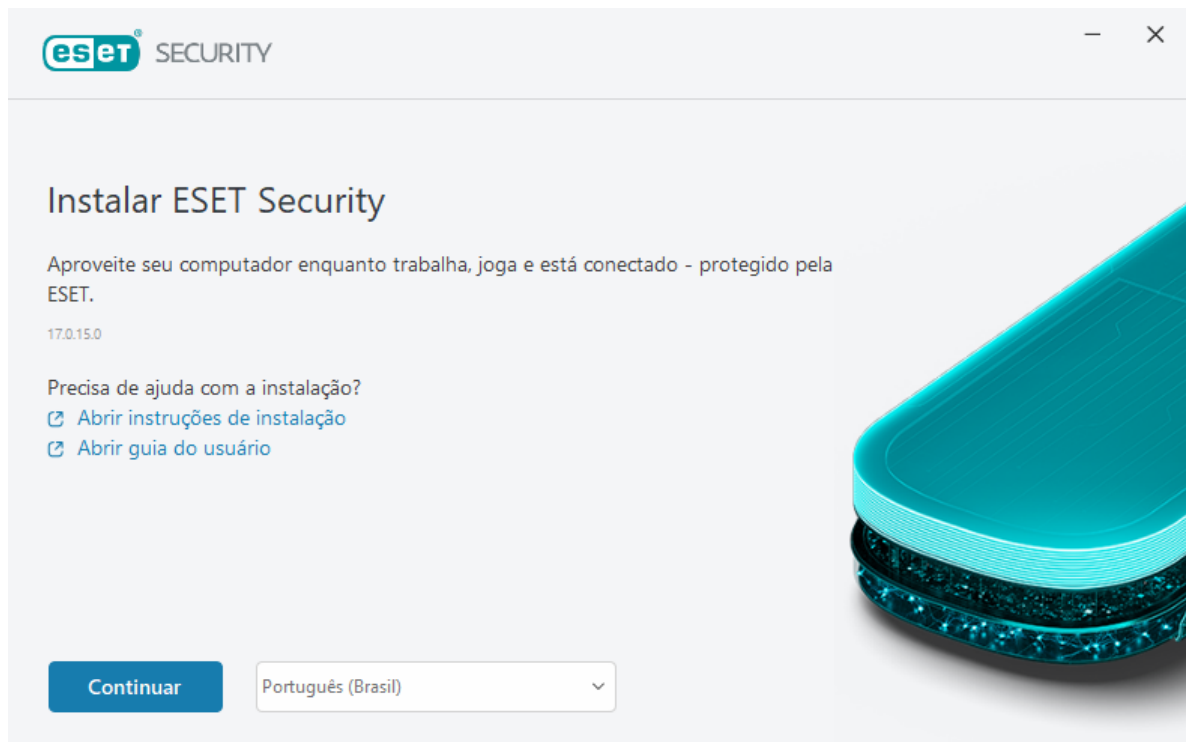 eseT® SECURITY
Instalar ESET Security
Aproveite seu computador enquanto trabalha, joga e está conectado - protegido pela
ESET.
17.0.15.0
Precisa de ajuda com a instalação?
Abrir instruções de instalação
Abrir guia do usuário
Continuar
Português (Brasil)